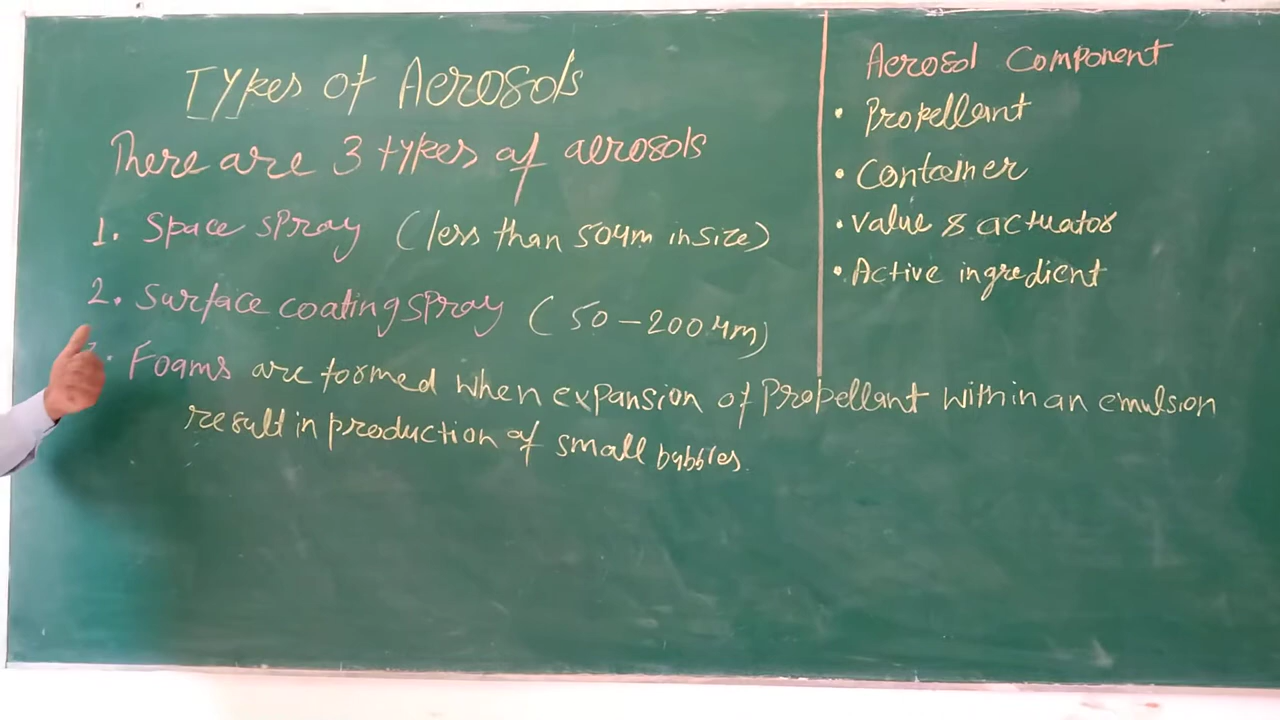 Types of Aerosols
There are 3 types of aerosols
1. Space spray (less than 50μm in size)
2. Surface coating spray (50-200μm)
3. Foams are formed when expansion of propellant within an emulsion
result in production of small bubbles.
Aerosol Component
• Propellant
• Container
• Value & actuator
• Active ingredient